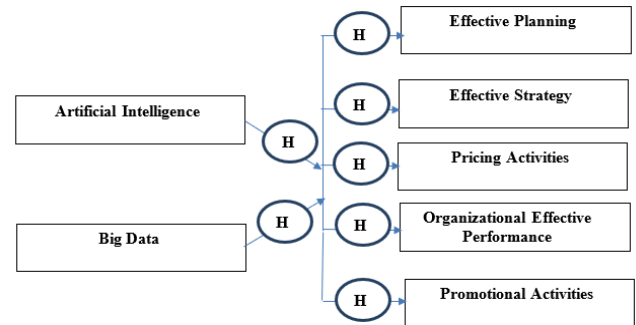 H
Effective Planning
H
Effective Strategy
Artificial Intelligence
H
H
Pricing Activities
H
H
Organizational Effective
Performance
Big Data
H
Promotional Activities